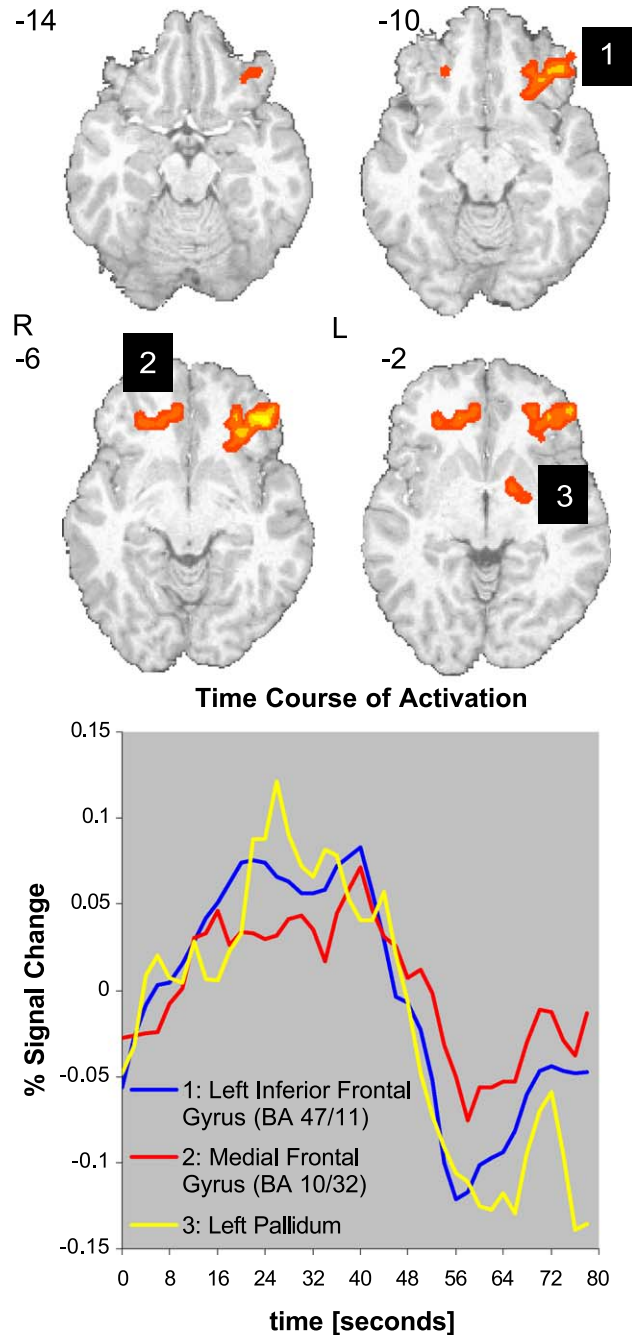 -14
-10
1
R
L
-6
-2
2
3
Time Course of Activation
0.15
0.1
0.05
0
-0.05
-0.1
-0.15
% Signal Change
1: Left Inferior Frontal
Gyrus (BA 47/11)
2: Medial Frontal
Gyrus (BA 10/32)
3: Left Pallidum
0 8 16 24 32 40 48 56 64 72 80
time [seconds]